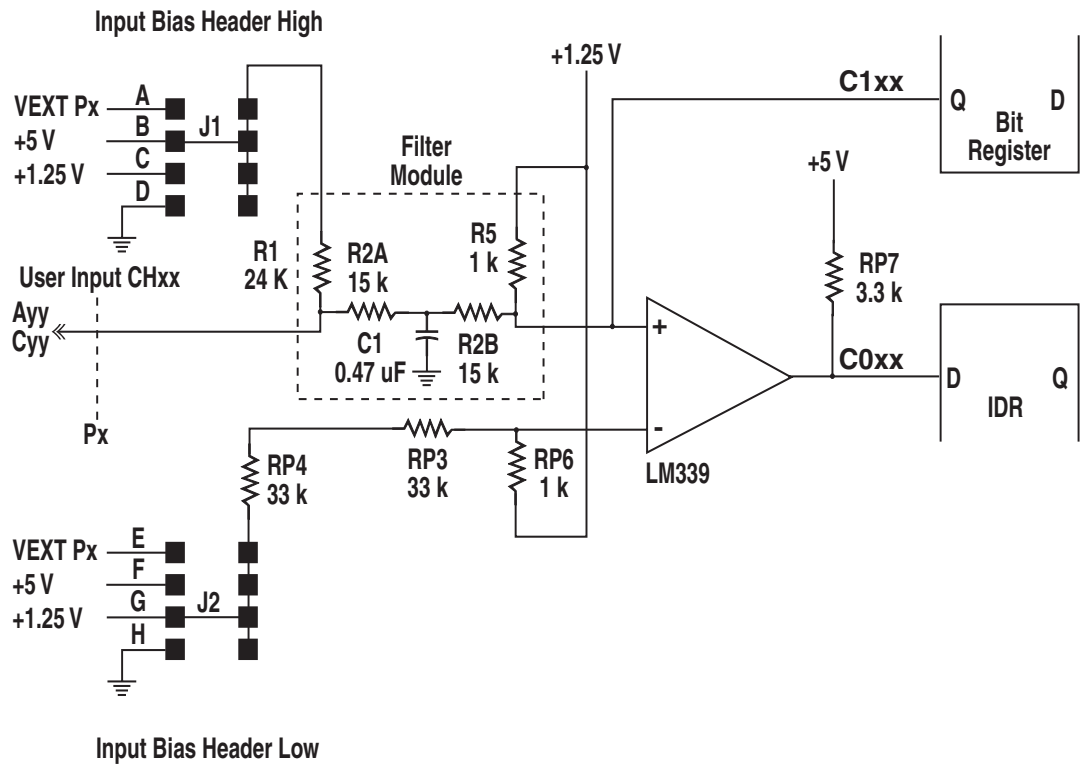 Input Bias Header High
VEXT Px
A
+5 V
B
J1
+1.25 V
C
D
+1.25 V
C1xx
Q
D
Bit
Register
Filter
Module
+5 V
R1
24 K
R2A
15 k
R5
1 k
RP7
3.3 k
User Input CHxx
Ayy
Cyy
C1
0.47 uF
R2B
15 k
+
-
LM339
C0xx
D
Q
IDR
Px
RP4
33 k
RP3
33 k
RP6
1 k
VEXT Px
E
+5 V
F
+1.25 V
G
J2
H
Input Bias Header Low